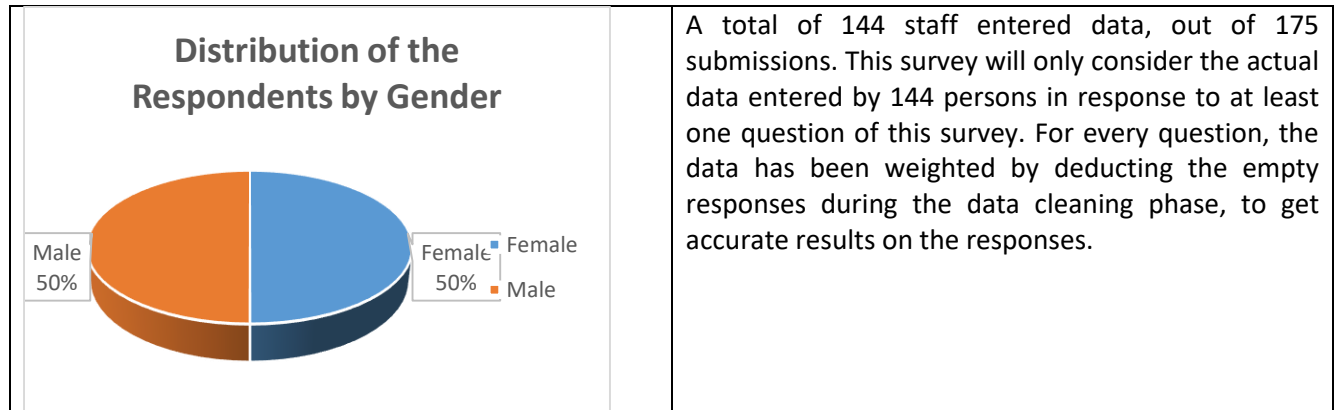 Distribution of the
Respondents by Gender
Male
50%
Female
50%
Female
Male
A total of 144 staff entered data, out of 175
submissions. This survey will only consider the actual
data entered by 144 persons in response to at least
one question of this survey. For every question, the
data has been weighted by deducting the empty
responses during the data cleaning phase, to get
accurate results on the responses.